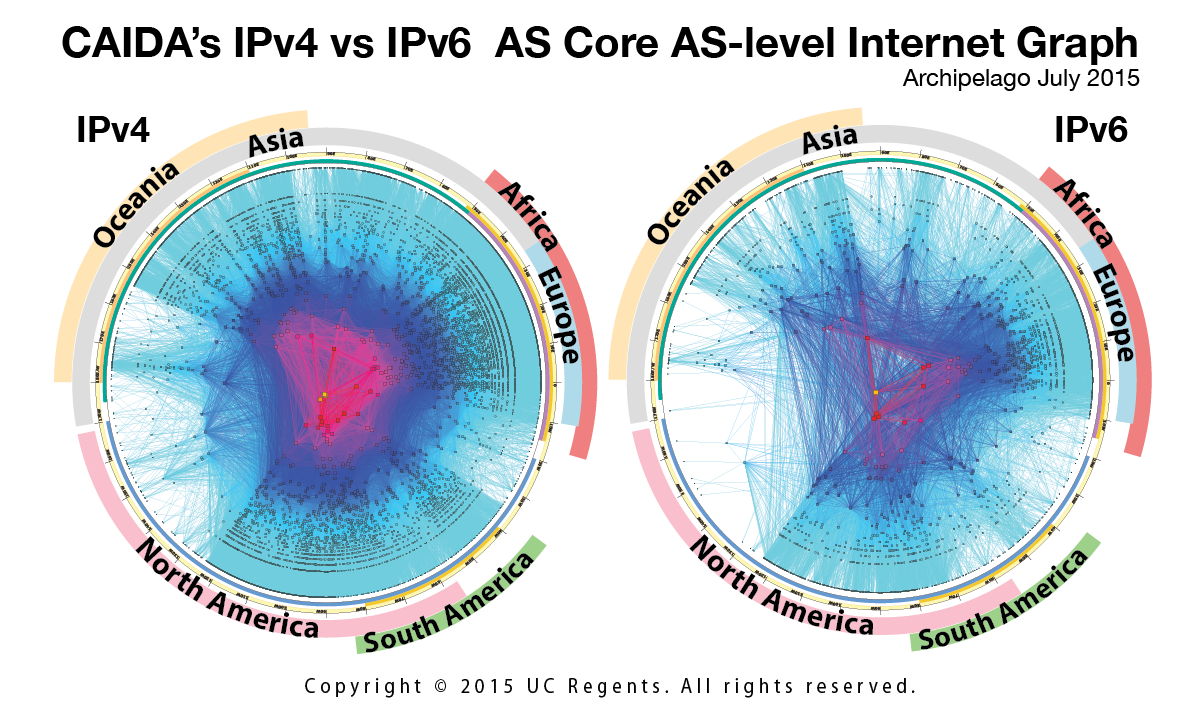 CAIDA's IPv4 vs IPv6 AS Core AS-level Internet Graph
Archipelago July 2015
IPv4
Asia
Oceania
Africa
Europe
North America
South America
IPv6
Asia
Oceania
Africa
Europe
North America
South America
Copyright © 2015 UC Regents. All rights reserved.